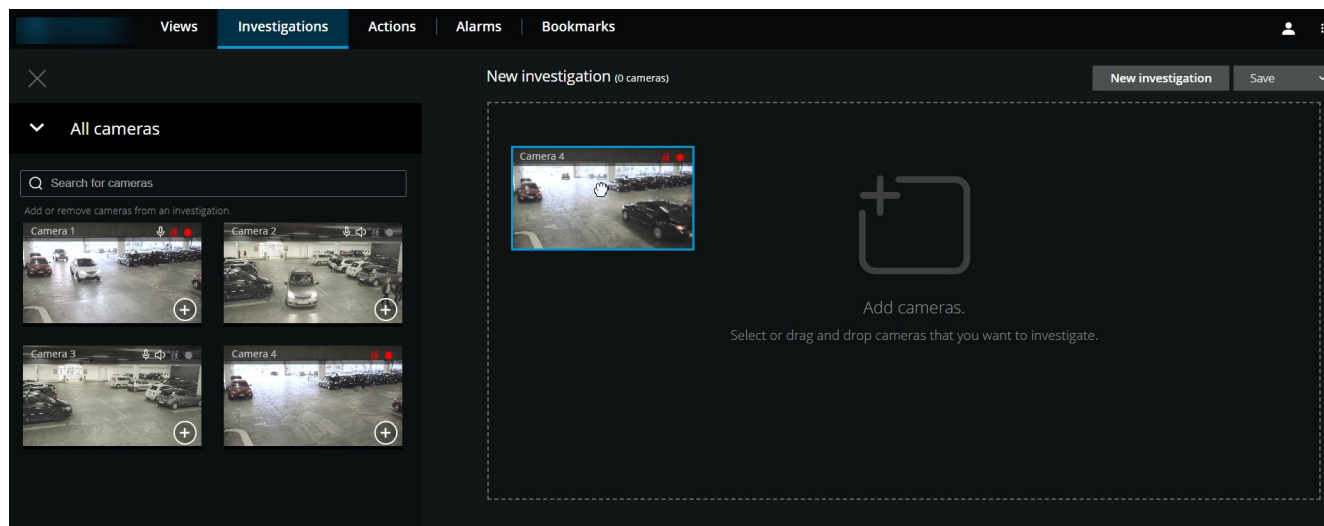 Views
Investigations
Actions
Alarms
Bookmarks
New investigation (0 cameras)
New investigation
Save
All cameras
Search for cameras
Add or remove cameras from an investigation.
Camera 1
Camera 2
Camera 3
Camera 4
Camera 4
Add cameras.
Select or drag and drop cameras that you want to investigate.